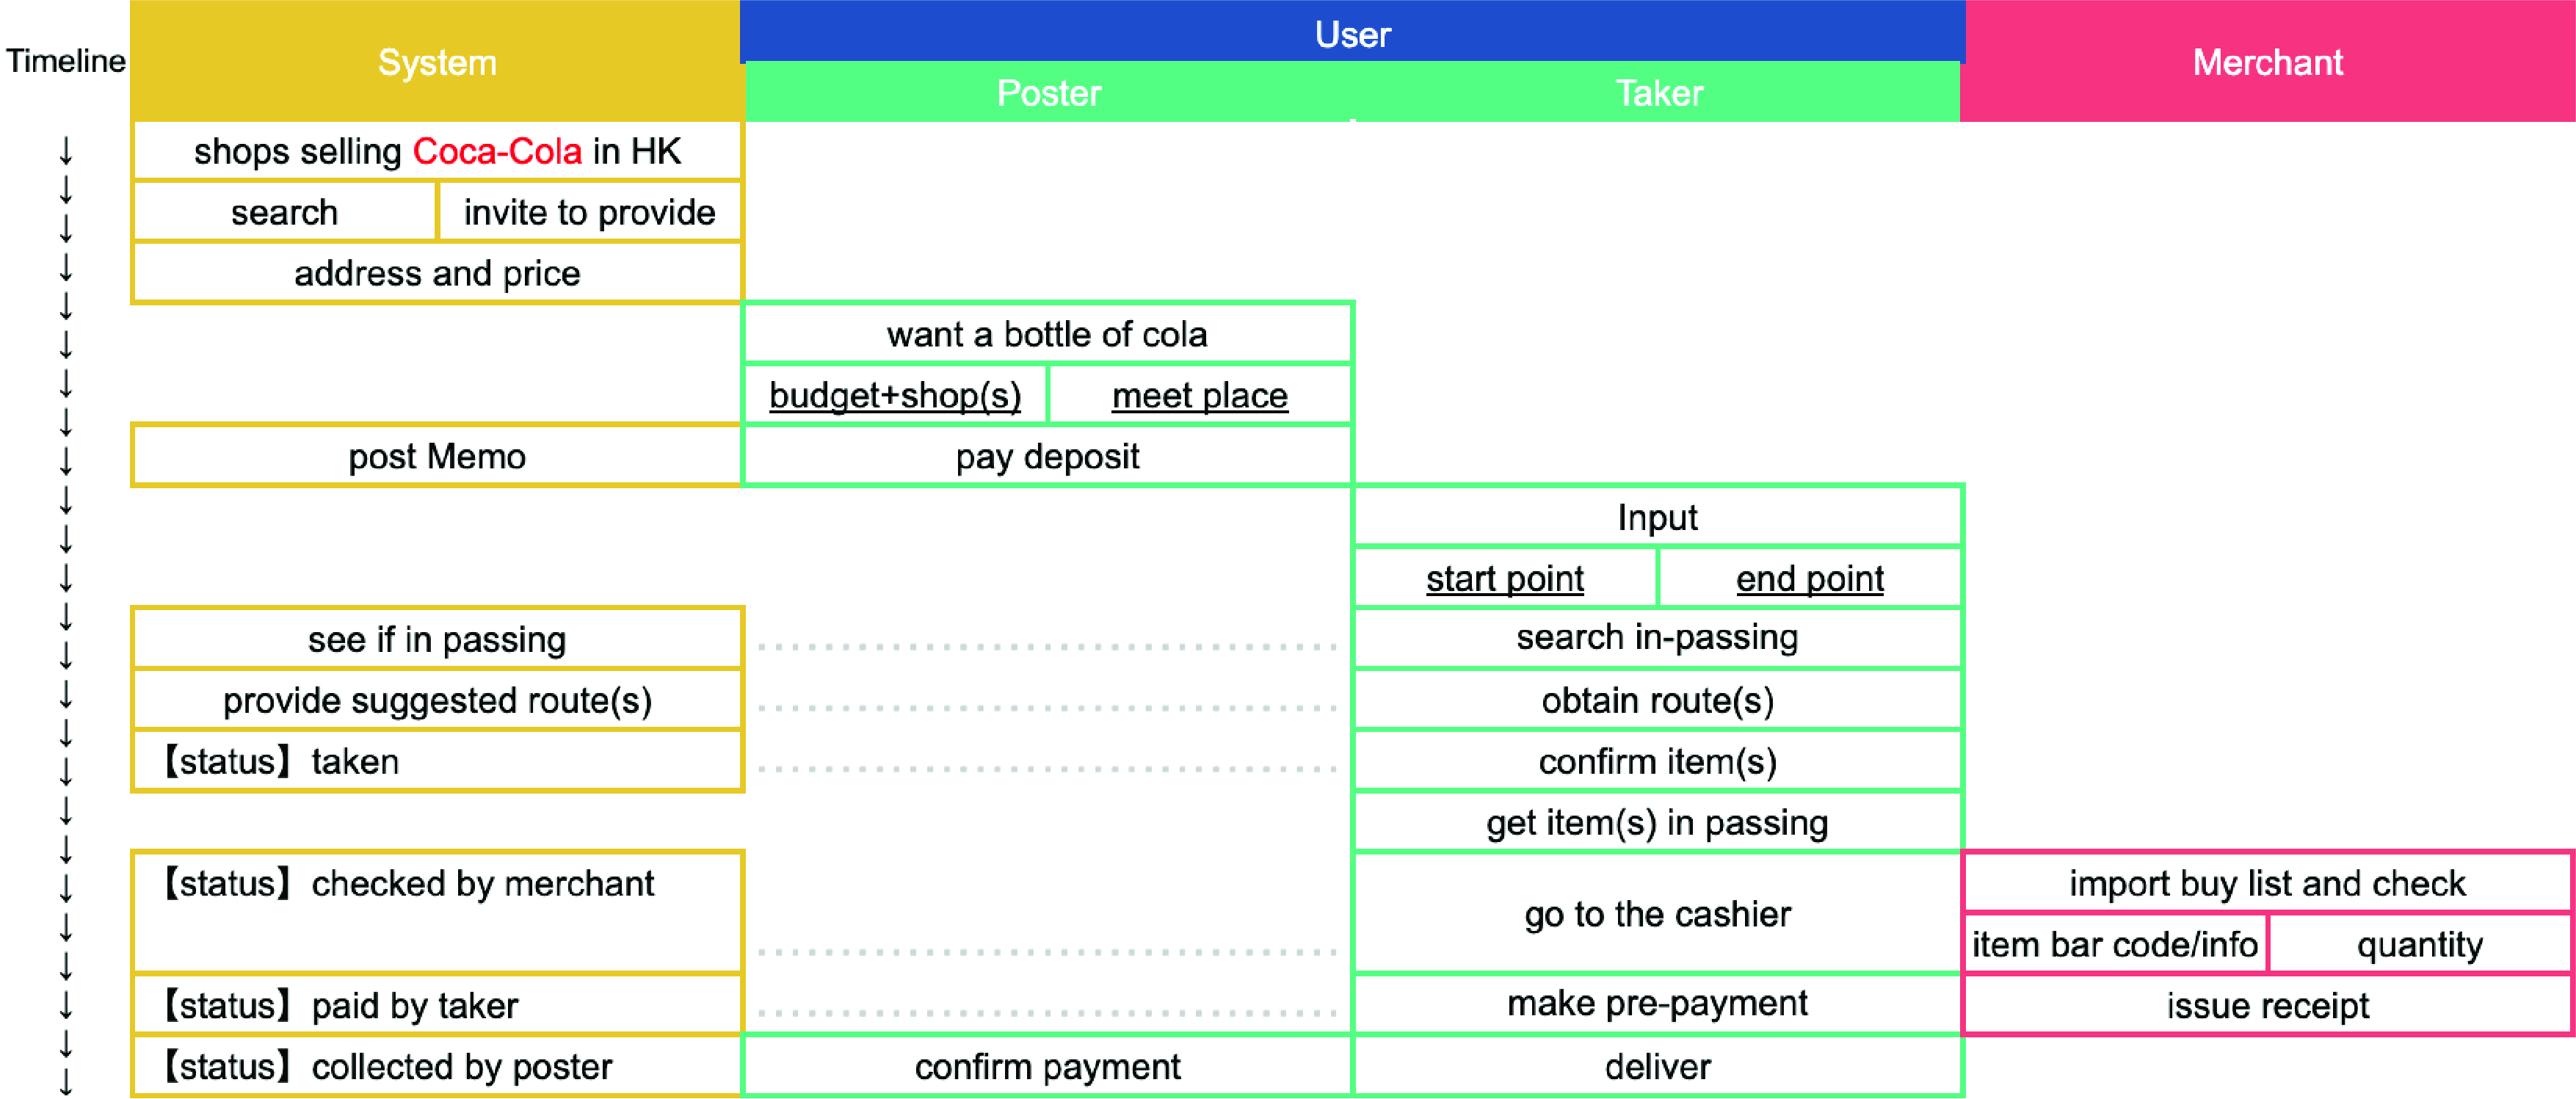 Timeline
System
User
Merchant
Poster
Taker
shops selling Coca-Cola in HK
search
invite to provide
address and price
want a bottle of cola
budget+shop(s)
meet place
post Memo
pay deposit
Input
start point
end point
see if in passing
search in-passing
provide suggested route(s)
obtain route(s)
【status】taken
confirm item(s)
get item(s) in passing
【status】checked by merchant
go to the cashier
import buy list and check
item bar code/info
quantity
【status】paid by taker
make pre-payment
issue receipt
【status】collected by poster
confirm payment
deliver